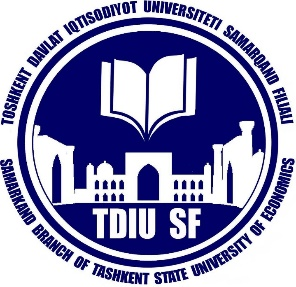 TOSHKENT DAVLAT IQTISODIYOT UNIVERSITETI SAMARQAND FILIALI
TDIU SF
SAMARKAND BRANCH OF TASHKENT STATE UNIVERSITY OF ECONOMICS